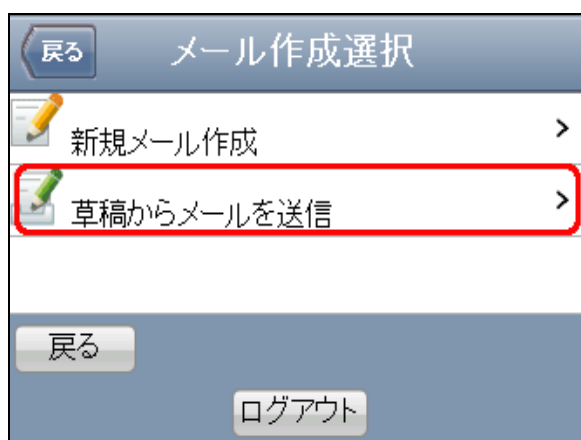 戻る
メール作成選択
新規メール作成
草稿からメールを送信
戻る
ログアウト